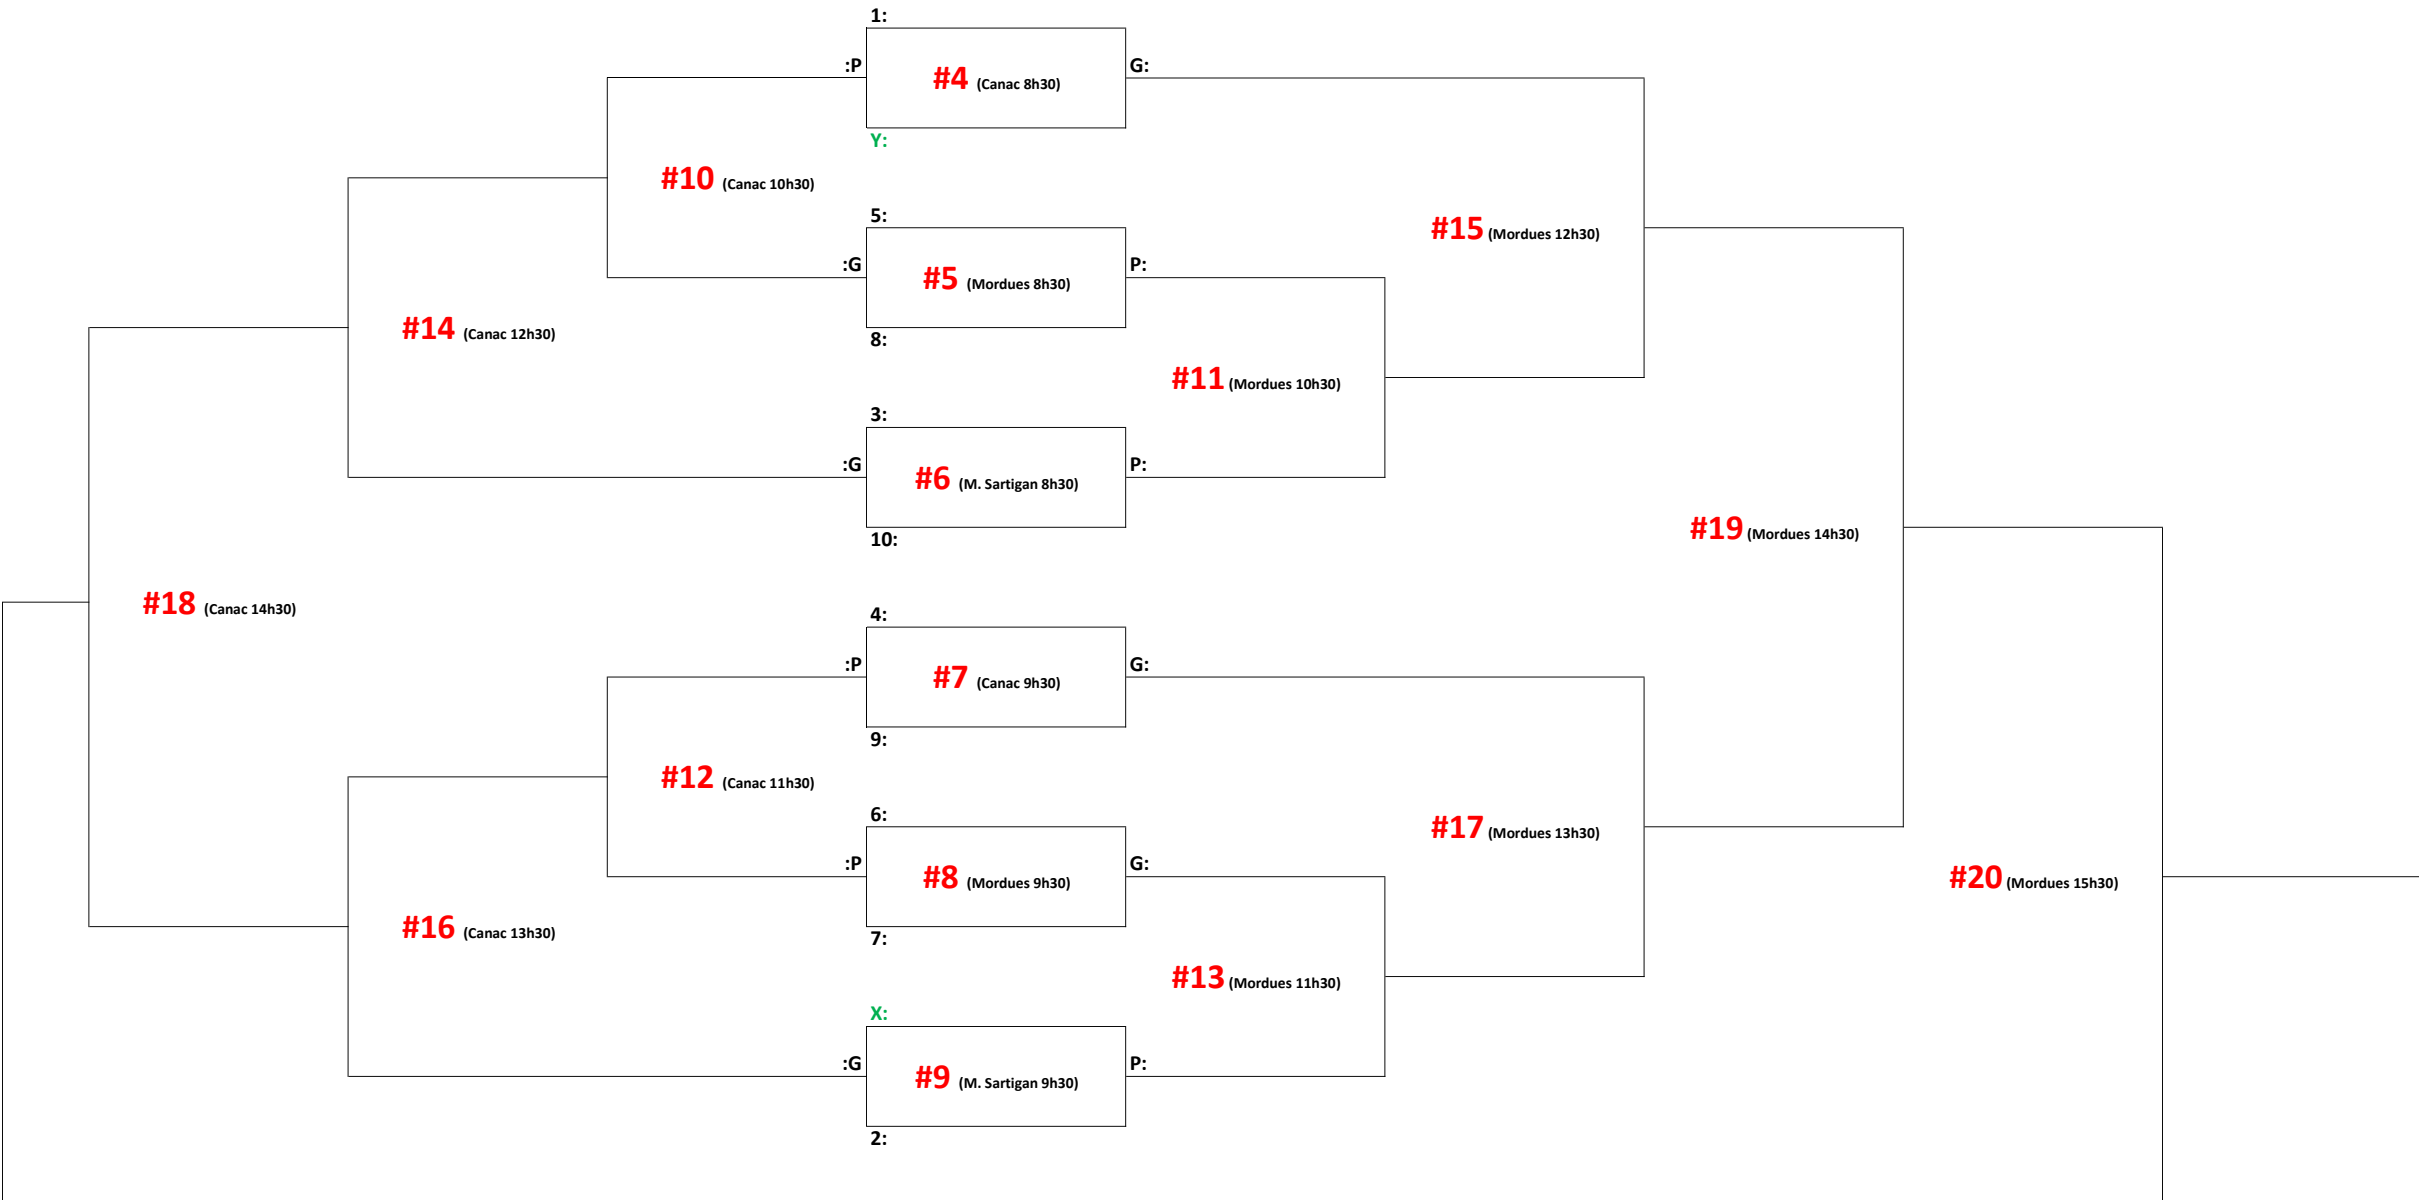 1:
:P
#4 (Canac 8h30)
G:
Y:
#10 (Canac 10h30)
5:
#15 (Mordues 12h30)
:G
#5 (Mordues 8h30)
P:
#14 (Canac 12h30)
8:
#11 (Mordues 10h30)
3:
:G
#6 (M. Sartigan 8h30)
P:
10:
#19 (Mordues 14h30)
#18 (Canac 14h30)
4:
:P
#7 (Canac 9h30)
G:
9:
#12 (Canac 11h30)
6:
#17 (Mordues 13h30)
:P
#8 (Mordues 9h30)
G:
#20 (Mordues 15h30)
#16 (Canac 13h30)
7:
#13 (Mordues 11h30)
X:
:G
#9 (M. Sartigan 9h30)
P:
2: